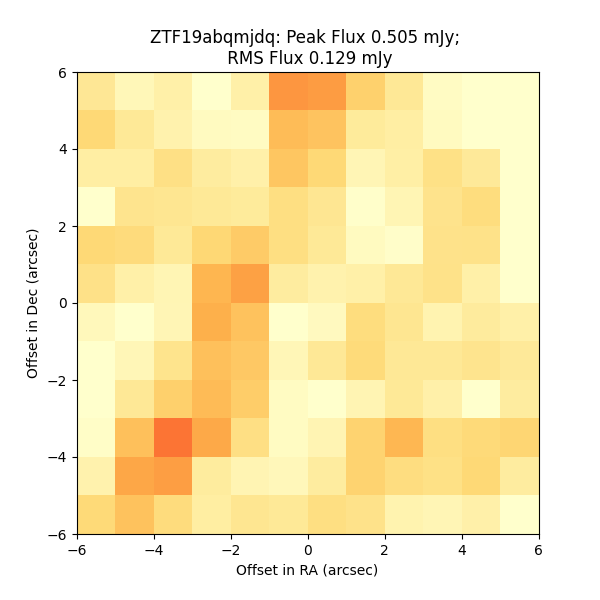 ZTF19abqmjdq: Peak Flux 0.505 mJy;
RMS Flux 0.129 mJy
6
4
2
0
−2
−4
−6
Offset in Dec (arcsec)
−6 −4 −2 0 2 4 6
Offset in RA (arcsec)